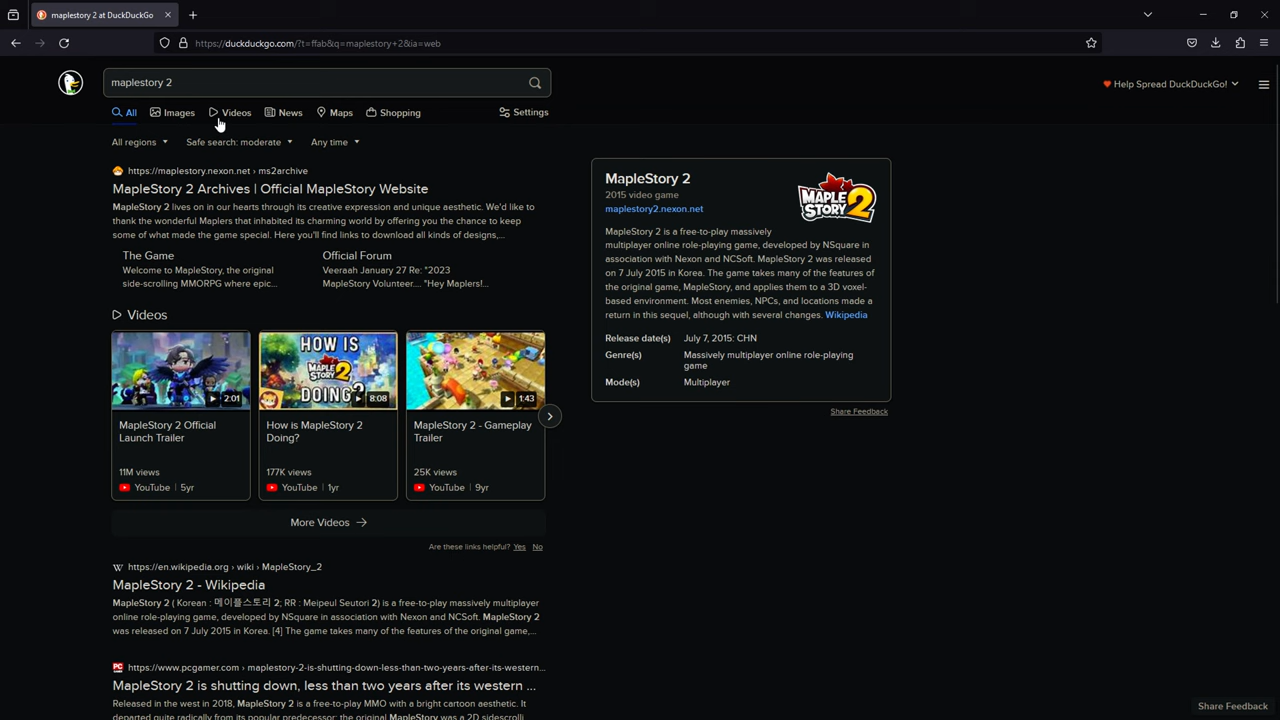 maplestory 2 at DuckDuckGo
https://duckduckgo.com/?t=ffab&q=maplestory+2&ia=web
maplestory 2
Help Spread DuckDuckGo!
All
Images
Videos
News
Maps
Shopping
Settings
All regions
Safe search: moderate
Any time
https://maplestory.nexon.net › ms2archive
MapleStory 2 Archives | Official MapleStory Website
MapleStory 2 lives on in our hearts through its creative expression and unique aesthetic. We'd like to
thank the wonderful Maplers that inhabited its charming world by offering you the chance to keep
some of what made the game special. Here you'll find links to download all kinds of designs,...
The Game
Welcome to MapleStory, the original
side-scrolling MMORPG where epic...
Official Forum
Veeraah January 27 Re: "2023
MapleStory Volunteer.... "Hey Maplers!...
Videos
2:01
MapleStory 2 Official
Launch Trailer
11M views
YouTube | 5yr
HOW IS
MAPLE
STORY 2
DOING?
8:08
How is MapleStory 2
Doing?
177K views
YouTube | 1yr
1:43
MapleStory 2 - Gameplay
Trailer
25K views
YouTube | 9yr
More Videos
Are these links helpful? Yes No
https://en.wikipedia.org › wiki › MapleStory_2
MapleStory 2 - Wikipedia
MapleStory 2 ( Korean : 메이플스토리 2; RR : Meipeul Seutori 2) is a free-to-play massively multiplayer
online role-playing game, developed by NSquare in association with Nexon and NCSoft. MapleStory 2
was released on 7 July 2015 in Korea. [4] The game takes many of the features of the original game,...
PC
https://www.pcgamer.com › maplestory-2-is-shutting-down-less-than-two-years-after-its-western...
MapleStory 2 is shutting down, less than two years after its western ...
Released in the west in 2018, MapleStory 2 is a free-to-play MMO with a bright cartoon aesthetic. It
departed quite radically from its popular predecessor: the original MapleStory was a 2D sidescrolli...
MapleStory 2
2015 video game
maplestory2.nexon.net
MAPLE
STORY 2
MapleStory 2 is a free-to-play massively
multiplayer online role-playing game, developed by NSquare in
association with Nexon and NCSoft. MapleStory 2 was released
on 7 July 2015 in Korea. The game takes many of the features of
the original game, MapleStory, and applies them to a 3D voxel-
based environment. Most enemies, NPCs, and locations made a
return in this sequel, although with several changes. Wikipedia
Release date(s) July 7, 2015: CHN
Genre(s) Massively multiplayer online role-playing
game
Mode(s) Multiplayer
Share Feedback
Share Feedback